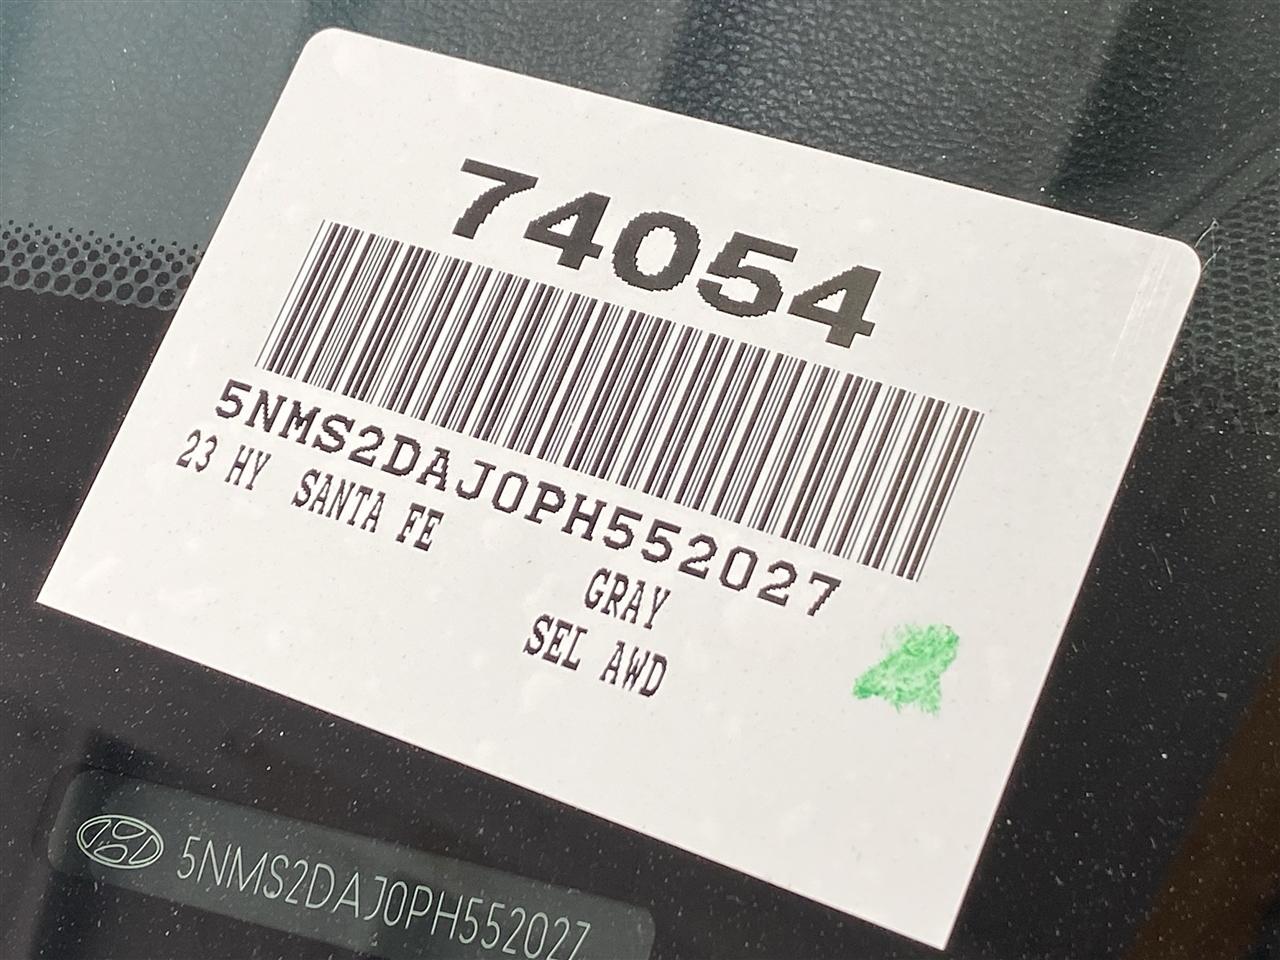 74054
5NMS2DAJ0PH552027
23 HY SANTA FE
GRAY
SEL AWD
5NMS2DAJ0PH552027